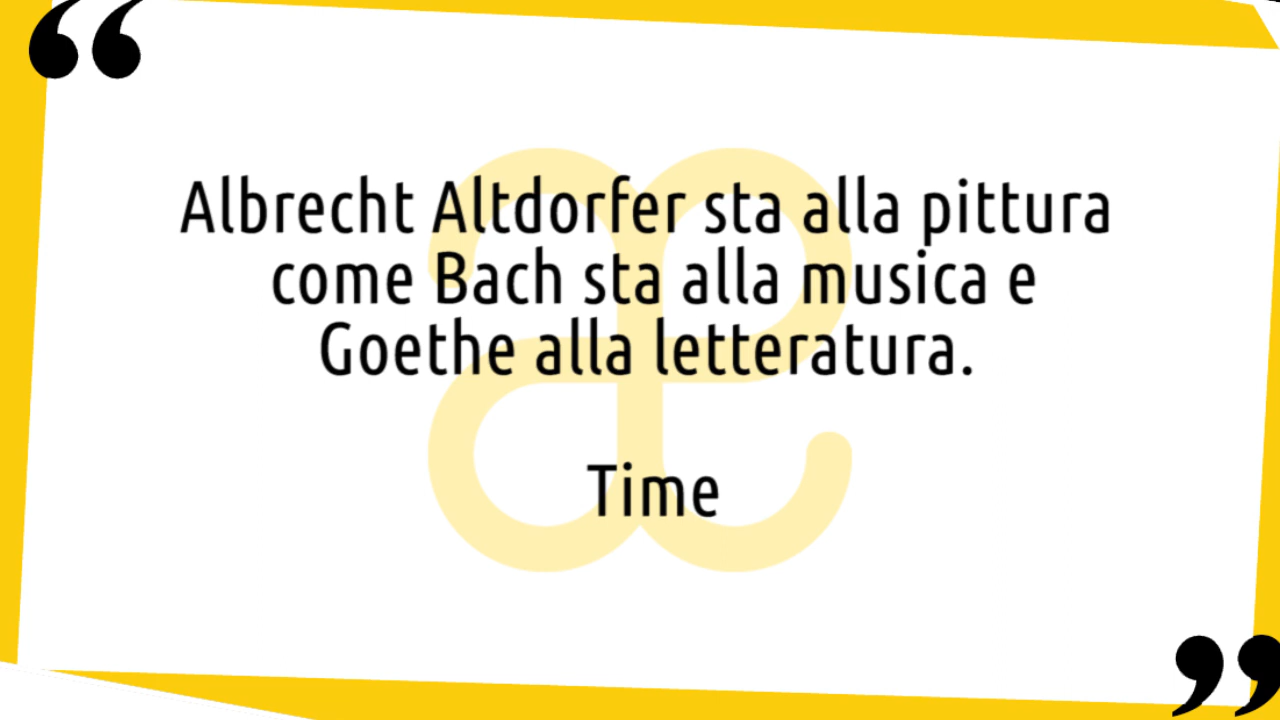 “
Albrecht Altdorfer sta alla pittura
come Bach sta alla musica e
Goethe alla letteratura.
Time
”